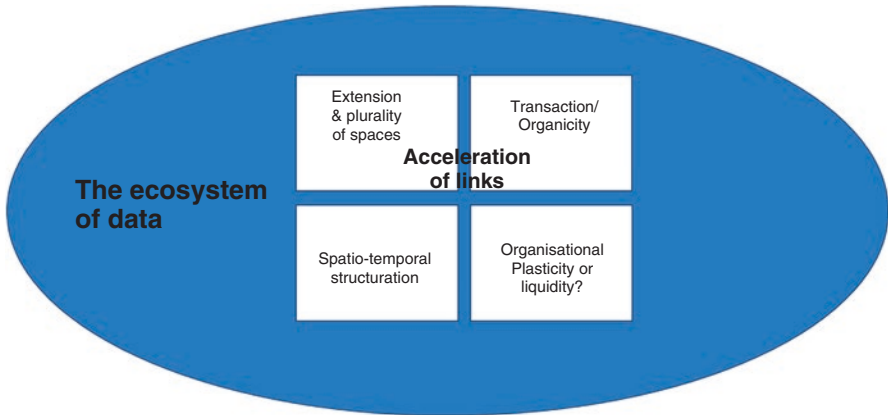 The ecosystem
of data
Extension
& plurality
of spaces
Transaction/
Organicity
Acceleration
of links
Spatio-temporal
structuration
Organisational
Plasticity or
liquidity?